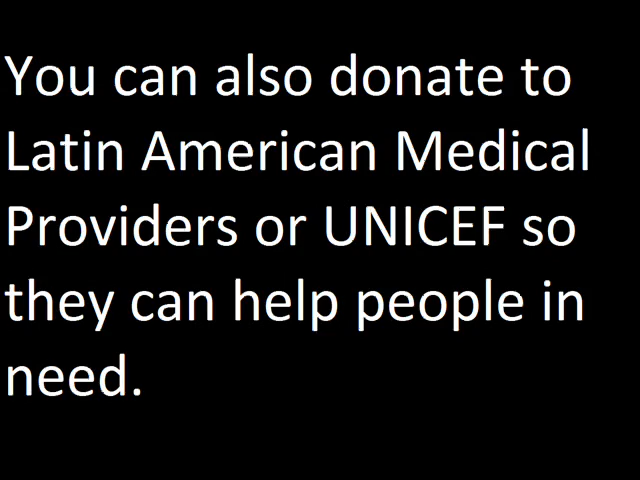 You can also donate to
Latin American Medical
Providers or UNICEF so
they can help people in
need.